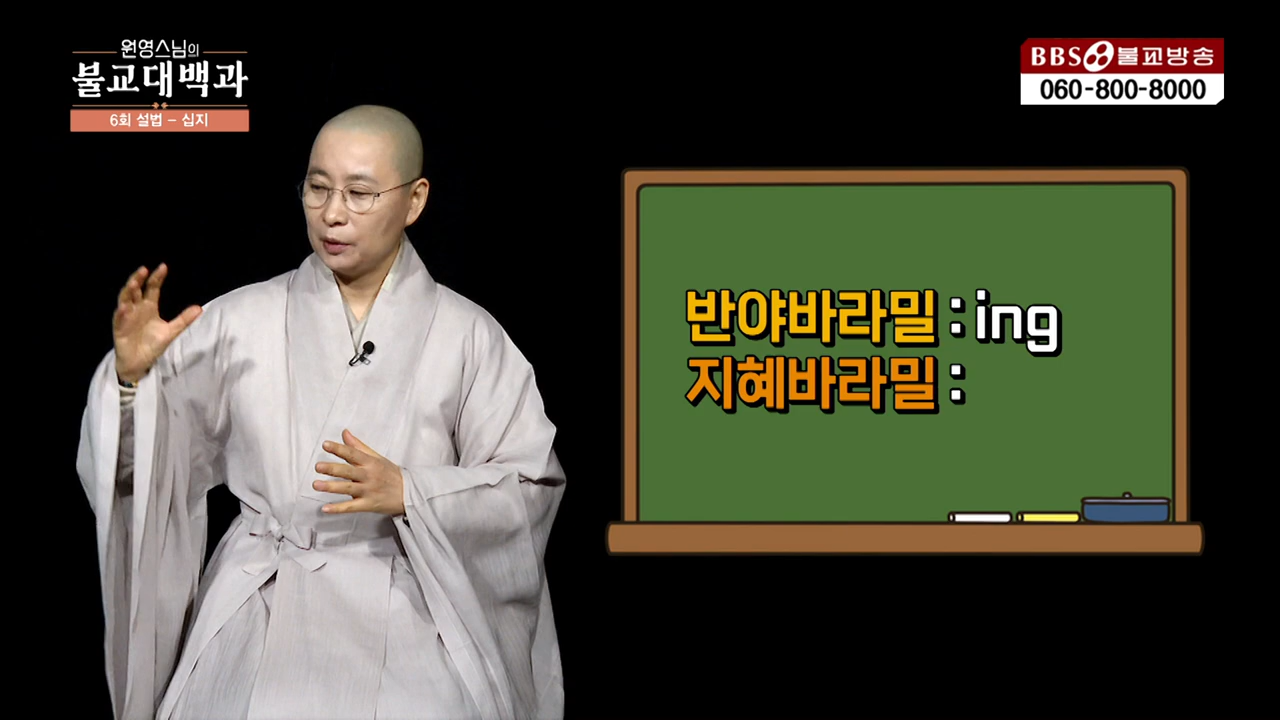 원영스님의
불교대백과
6회 설법 – 십지
BBS 불교방송
060-800-8000
반야바라밀 : ing
지혜바라밀 :